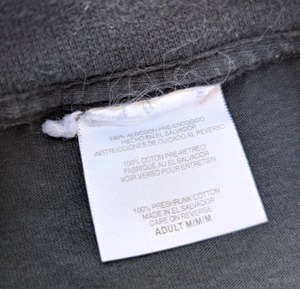 100% ALGODON PRE-ENCOGIDO
HECHO EN EL SALVADOR
INSTRUCCIONES DE CUIDADO AL REVERSO
100% COTON PRE-RETRECI
FABRIQUE AU EL SALVADOR
VOIR VERSO POUR ENTRETIEN
100% PRESHRUNK COTTON
MADE IN EL SALVADOR
CARE ON REVERSE
ADULT M/M/M